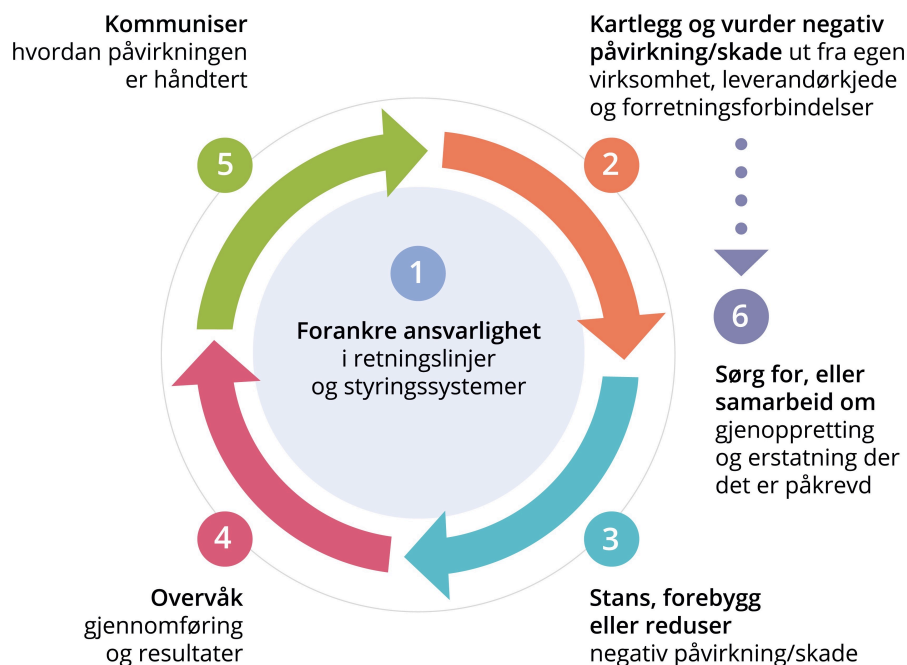 1
Forankre ansvarlighet
i retningslinjer
og styringssystemer
2
Kartlegg og vurder negativ
påvirkning/skade ut fra egen
virksomhet, leverandørkjede
og forretningsforbindelser
3
Stans, forebygg
eller reduser
negativ påvirkning/skade
4
Overvåk
gjennomføring
og resultater
5
Kommuniser
hvordan påvirkningen
er håndtert
6
Sørg for, eller
samarbeid om
gjenoppretting
og erstatning der
det er påkrevd